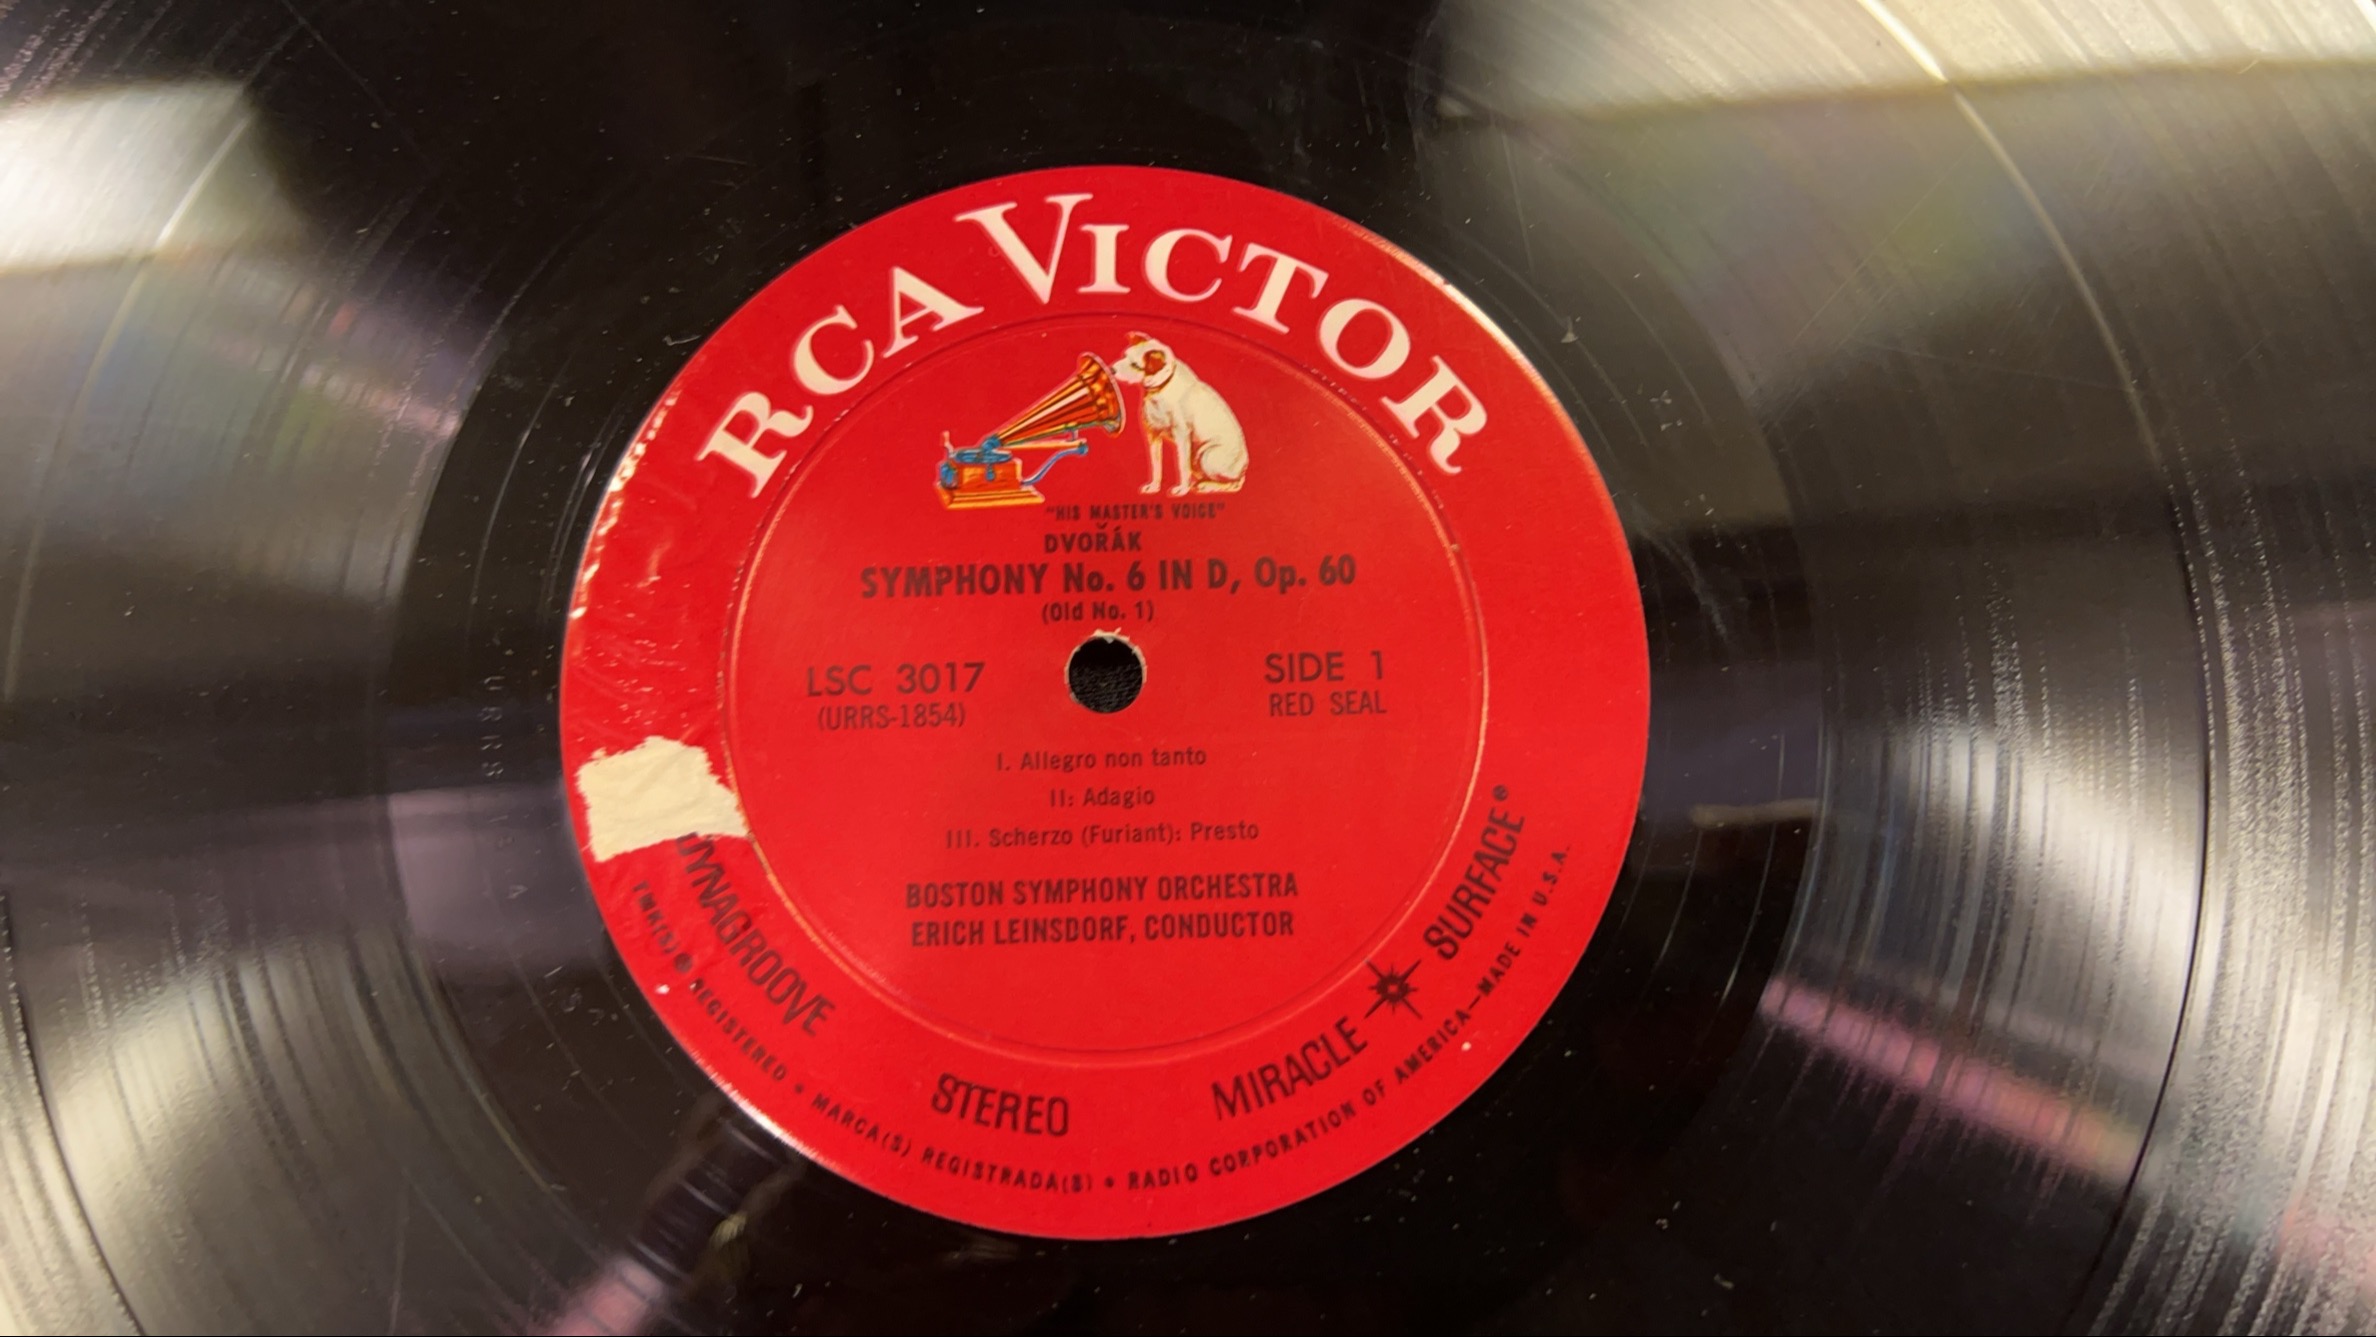 RCA VICTOR
"HIS MASTER'S VOICE"
DVOŘÁK
SYMPHONY No. 6 IN D, Op. 60
(Old No. 1)
LSC 3017
(URRS-1854)
SIDE 1
RED SEAL
I. Allegro non tanto
II: Adagio
III. Scherzo (Furiant): Presto
BOSTON SYMPHONY ORCHESTRA
ERICH LEINSDORF, CONDUCTOR
DYNAGROOVE
STEREO
MIRACLE SURFACE®
TMK(S) ® REGISTERED • MARCA(S) REGISTRADA(S) • RADIO CORPORATION OF AMERICA—MADE IN U.S.A.